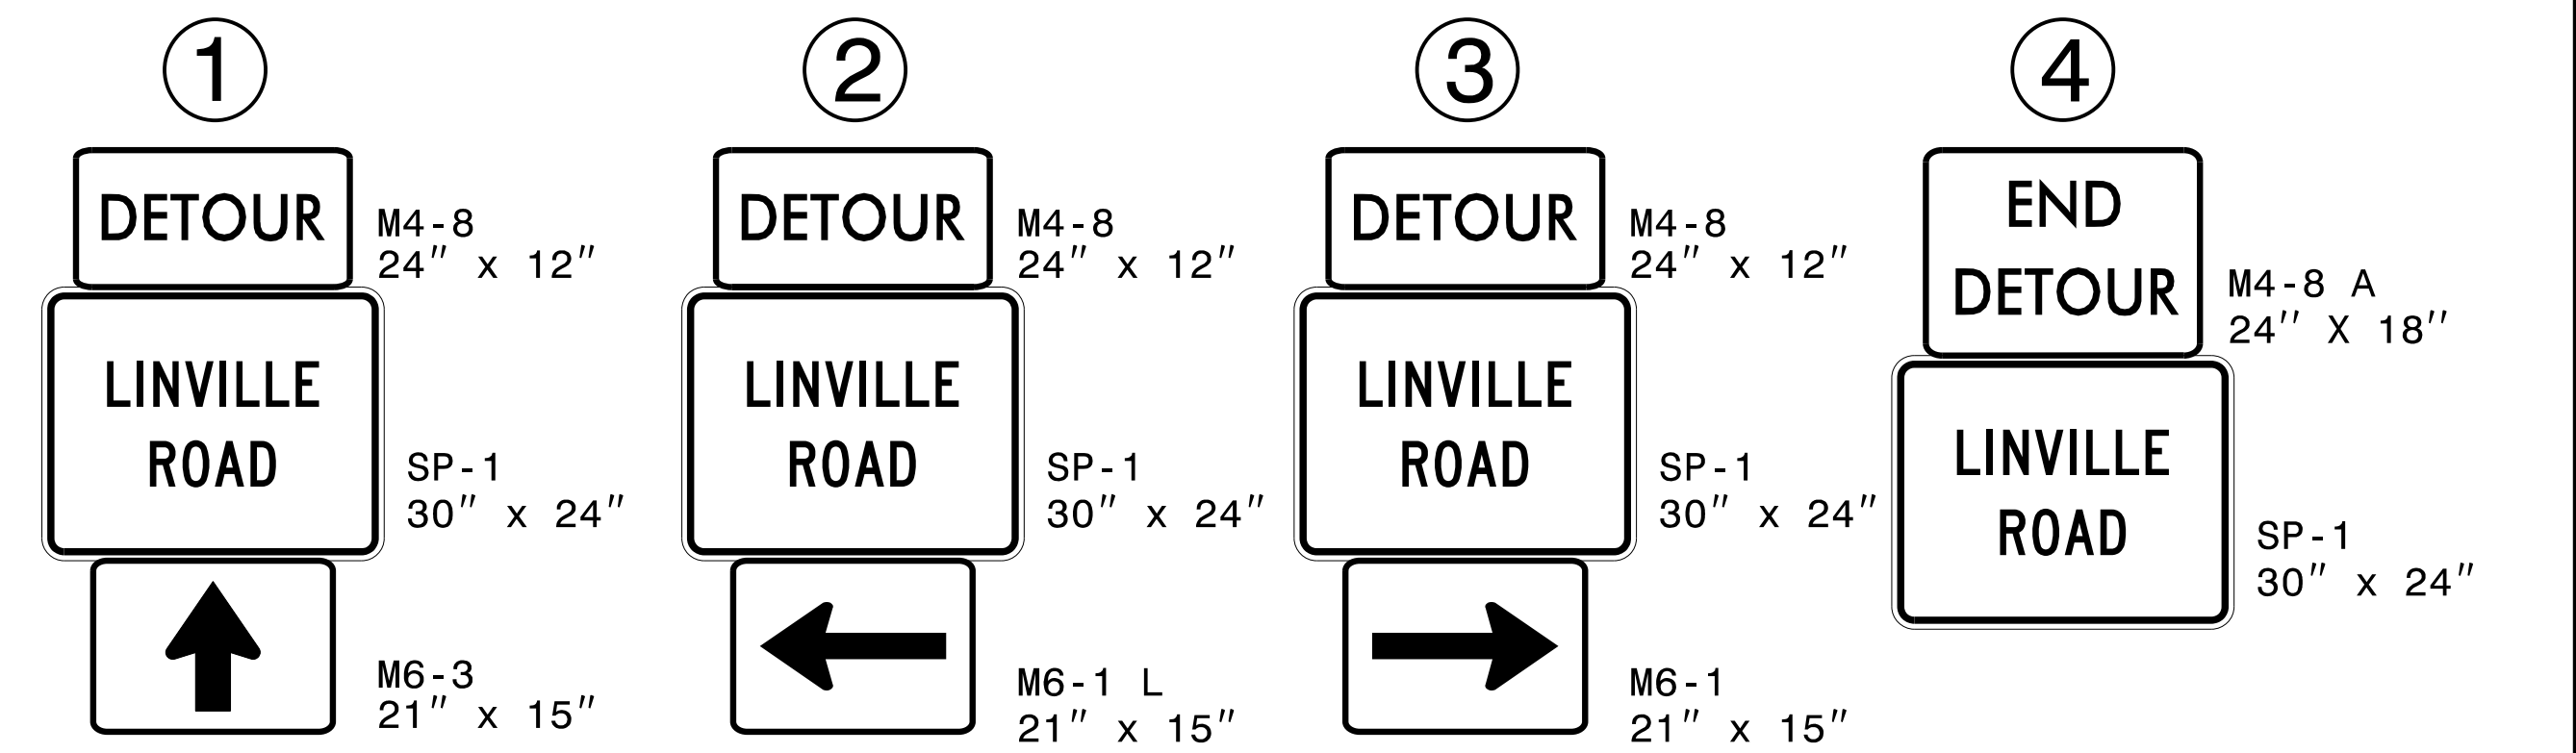 1
DETOUR
M4-8
24" x 12"
LINVILLE
ROAD
SP-1
30" x 24"
M6-3
21" x 15"
2
DETOUR
M4-8
24" x 12"
LINVILLE
ROAD
SP-1
30" x 24"
M6-1 L
21" x 15"
3
DETOUR
M4-8
24" x 12"
LINVILLE
ROAD
SP-1
30" x 24"
M6-1
21" x 15"
4
END
DETOUR
M4-8 A
24" X 18"
LINVILLE
ROAD
SP-1
30" x 24"